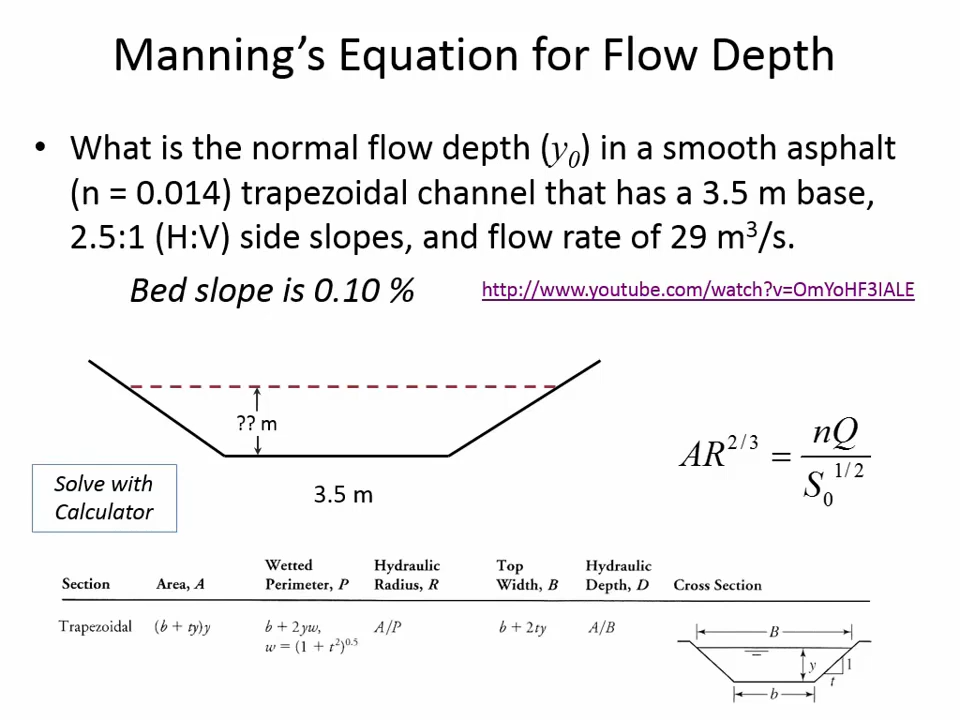 Manning’s Equation for Flow Depth
• What is the normal flow depth (y₀) in a smooth asphalt
(n = 0.014) trapezoidal channel that has a 3.5 m base,
2.5:1 (H:V) side slopes, and flow rate of 29 m³/s.
Bed slope is 0.10 %
http://www.youtube.com/watch?v=OmYoHF3IALE
?? m
AR^{2/3} = nQ / S₀^{1/2}
Solve with
Calculator
3.5 m
Wetted Hydraulic Top Hydraulic
Section Area, A Perimeter, P Radius, R Width, B Depth, D Cross Section
Trapezoidal (b + ty)y b + 2yw, A/P b + 2ty A/B
w = (1 + t²)^{0.5}
B
y
1
t
b